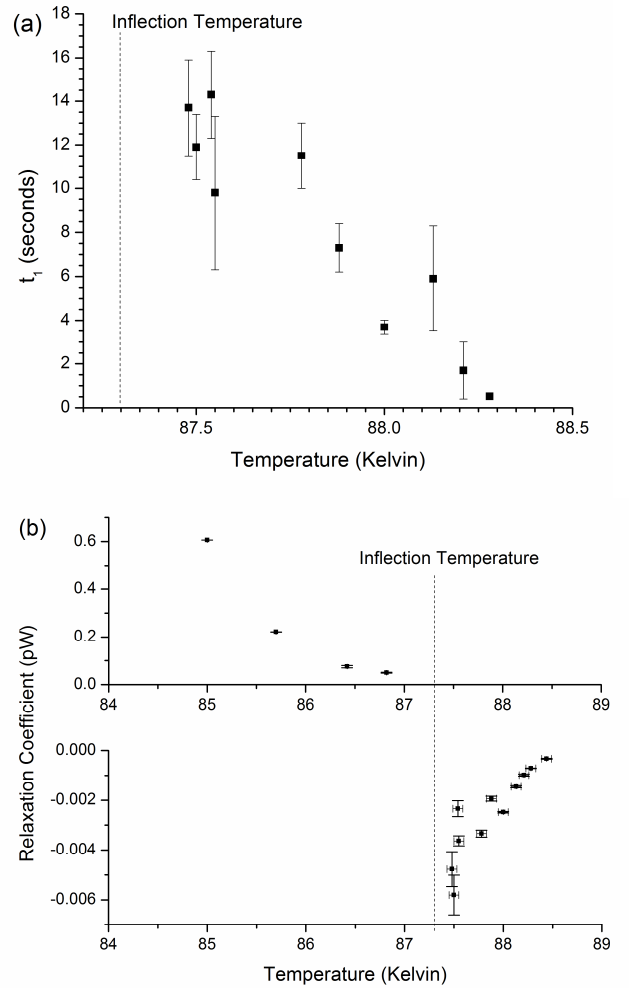 (a)
Inflection Temperature
18
16
14
12
10
8
6
4
2
0
t₁ (seconds)
87.5 88.0 88.5
Temperature (Kelvin)
(b)
Inflection Temperature
0.6
0.4
0.2
0.0
84 85 86 87 88 89
Relaxation Coefficient (pW)
0.000
-0.002
-0.004
-0.006
84 85 86 87 88 89
Temperature (Kelvin)